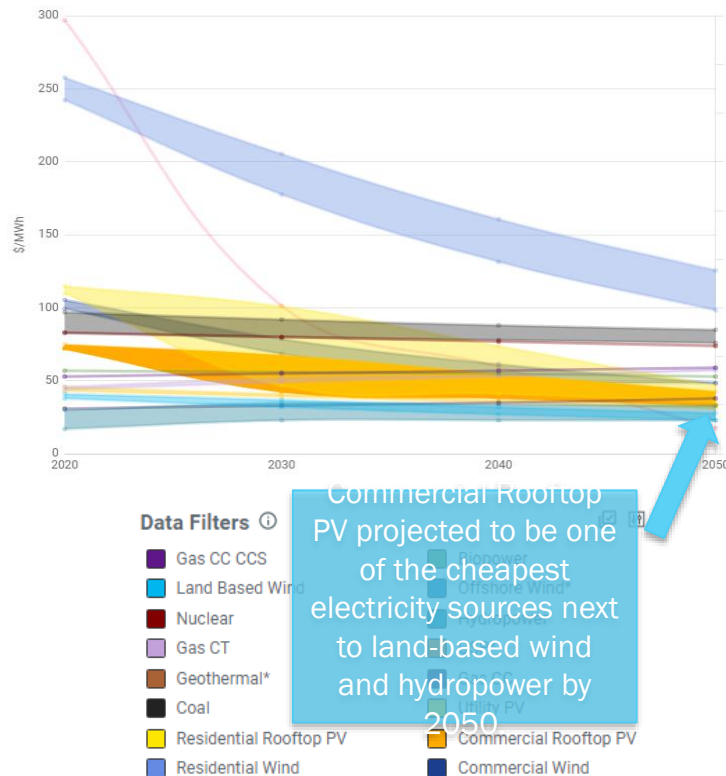 300
250
200
150
100
50
0
$/MWh
2020
2030
2040
2050
Data Filters
Gas CC CCS
Land Based Wind
Nuclear
Gas CT
Geothermal*
Coal
Residential Rooftop PV
Residential Wind
Biopower
Offshore Wind*
Hydropower*
Gas CC
Utility PV
Commercial Rooftop PV
Commercial Wind
Commercial Rooftop
PV projected to be one
of the cheapest
electricity sources next
to land-based wind
and hydropower by
2050